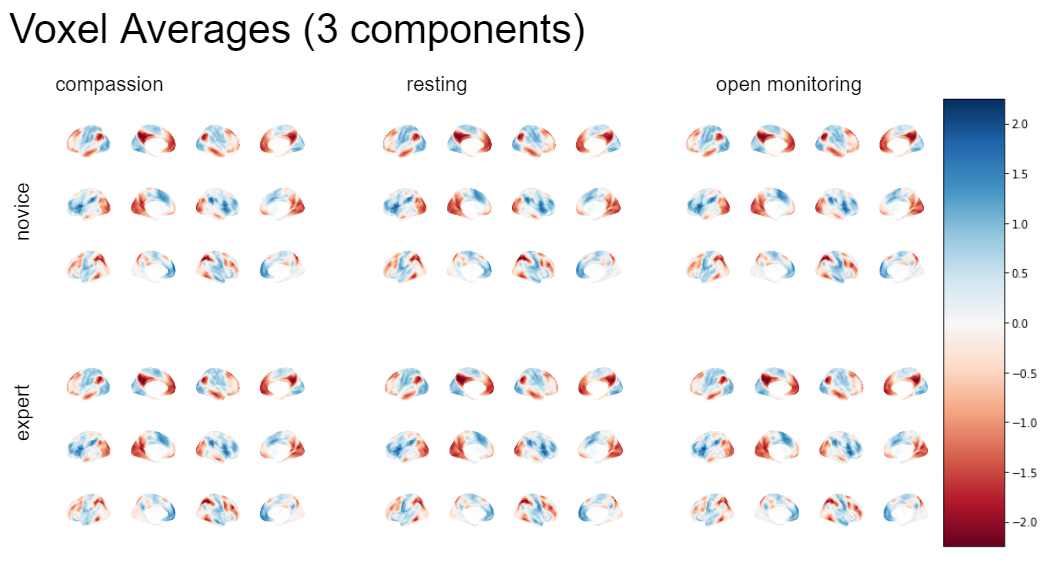 Voxel Averages (3 components)
compassion
resting
open monitoring
novice
expert
2.0
1.5
1.0
0.5
0.0
−0.5
−1.0
−1.5
−2.0